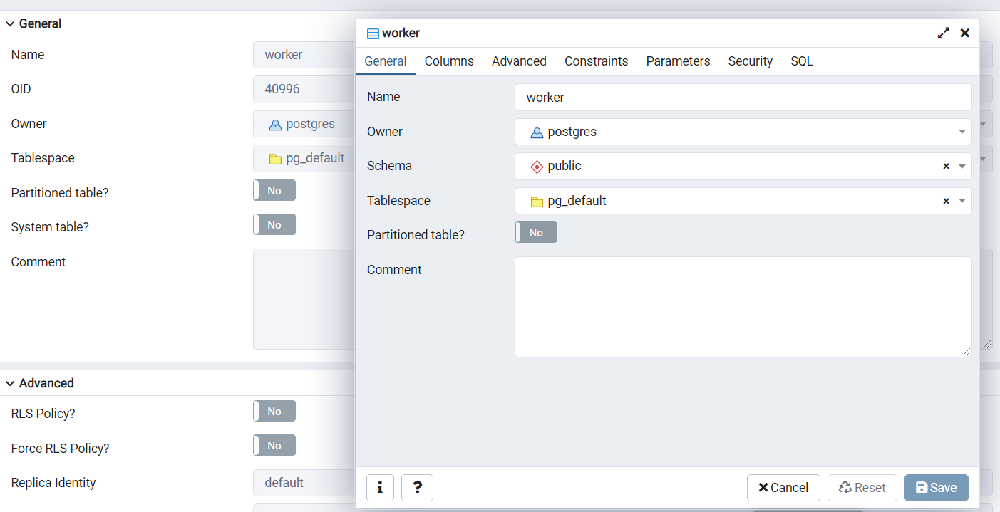 General
Name
worker
OID
40996
Owner
postgres
Tablespace
pg_default
Partitioned table?
No
System table?
No
Comment
Advanced
RLS Policy?
No
Force RLS Policy?
No
Replica Identity
default
worker
General Columns Advanced Constraints Parameters Security SQL
Name
worker
Owner
postgres
Schema
public
Tablespace
pg_default
Partitioned table?
No
Comment
i ? Cancel Reset Save